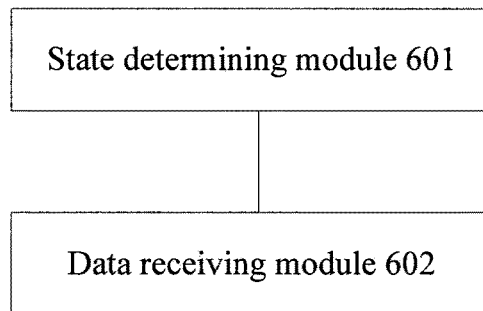 State determining module 601
Data receiving module 602